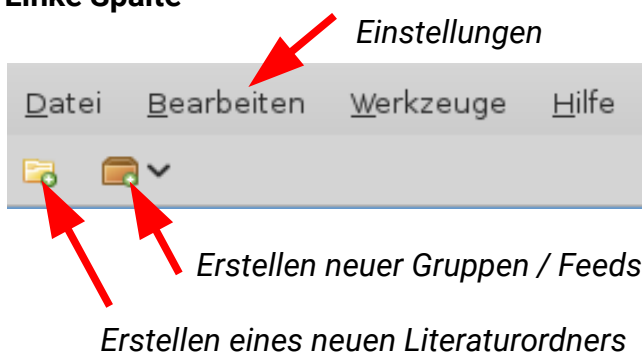 Linke Spalte
Einstellungen
Datei Bearbeiten Werkzeuge Hilfe
Erstellen neuer Gruppen / Feeds
Erstellen eines neuen Literaturordners